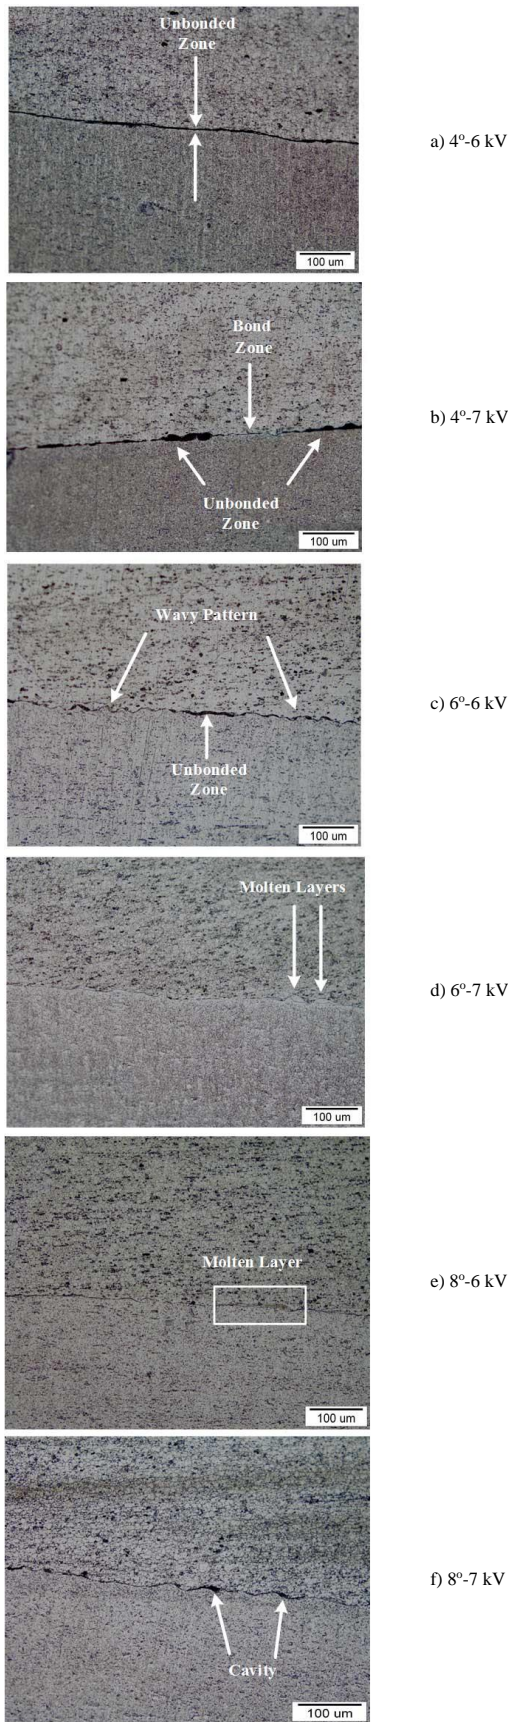 Unbonded
Zone
a) 4º-6 kV
100 um
Bond
Zone
b) 4º-7 kV
Unbonded
Zone
100 um
Wavy Pattern
c) 6º-6 kV
Unbonded
Zone
100 um
Molten Layers
d) 6º-7 kV
100 um
Molten Layer
e) 8º-6 kV
100 um
f) 8º-7 kV
Cavity
100 um